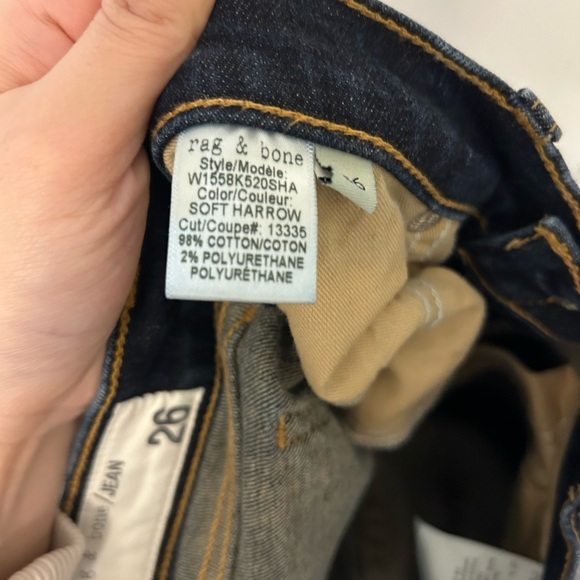 rag & bone
Style/Modèle:
W1558K520SHA
Color/Couleur:
SOFT HARROW
Cut/Coupe#: 13335
98% COTTON/COTON
2% POLYURETHANE
POLYURÉTHANE
26
& bone/JEAN